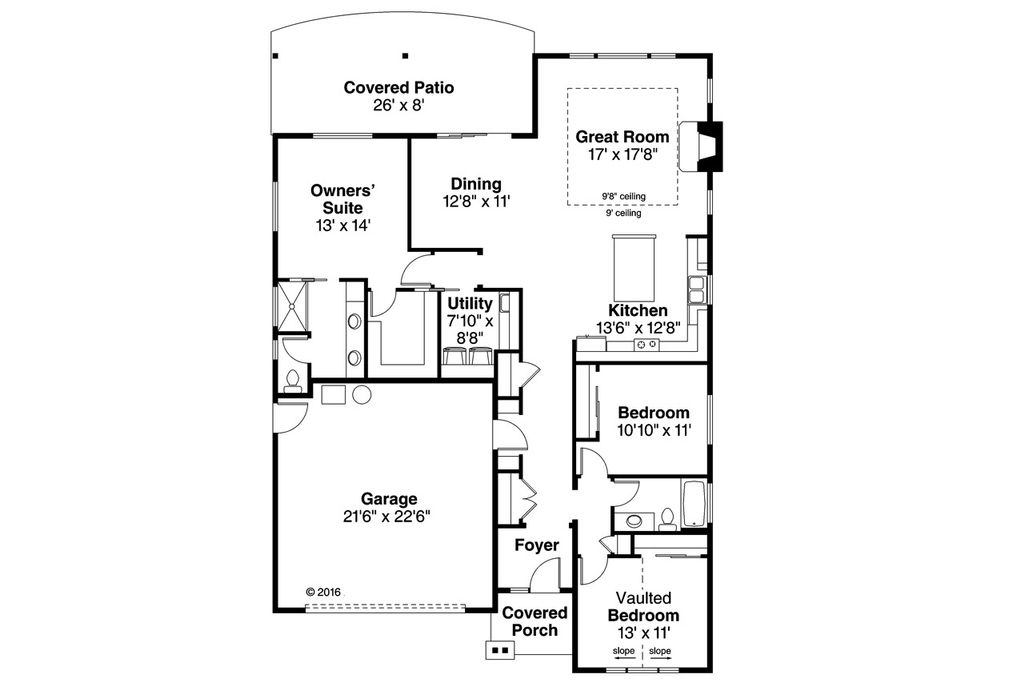 Covered Patio
26' x 8'
Great Room
17' x 17'8"
Owners'
Suite
13' x 14'
Dining
12'8" x 11'
9'8" ceiling
9' ceiling
Utility
7'10" x
8'8"
Kitchen
13'6" x 12'8"
Bedroom
10'10" x 11'
Garage
21'6" x 22'6"
Foyer
© 2016
Covered
Porch
Vaulted
Bedroom
13' x 11'
slope slope